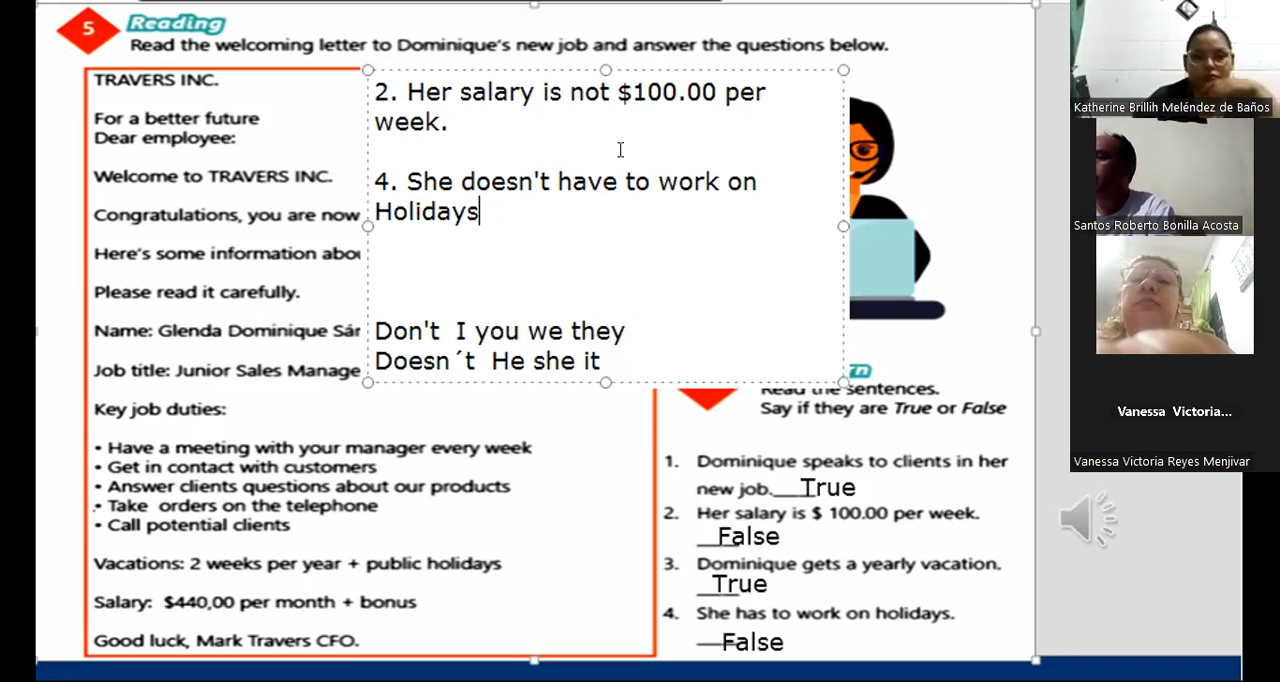 5
Reading
Read the welcoming letter to Dominique's new job and answer the questions below.
TRAVERS INC.
For a better future
Dear employee:
Welcome to TRAVERS INC.
Congratulations, you are now
Here's some information
Please read it carefully.
Name: Glenda Dominique
Job title: Junior Sales
Key job duties:
• Have a meeting with your manager every week
• Get in contact with customers
• Answer clients questions about our products
• Take orders on the telephone
• Call potential clients
Vacations: 2 weeks per year + public holidays
Salary: $440,00 per month + bonus
Good luck, Mark Travers CFO.
2. Her salary is not $100.00 per
week.
4. She doesn't have to work on
Holidays
Don't I you we they
Doesn´t He she it
Read the sentences.
Say if they are True or False
1. Dominique speaks to clients in her
new job. True
2. Her salary is $ 100.00 per week.
False
3. Dominique gets a yearly vacation.
True
4. She has to work on holidays.
False
Katherine Brillih Meléndez de Baños
Santos Roberto Bonilla Acosta
Vanessa Victoria...
Vanessa Victoria Reyes Menjivar